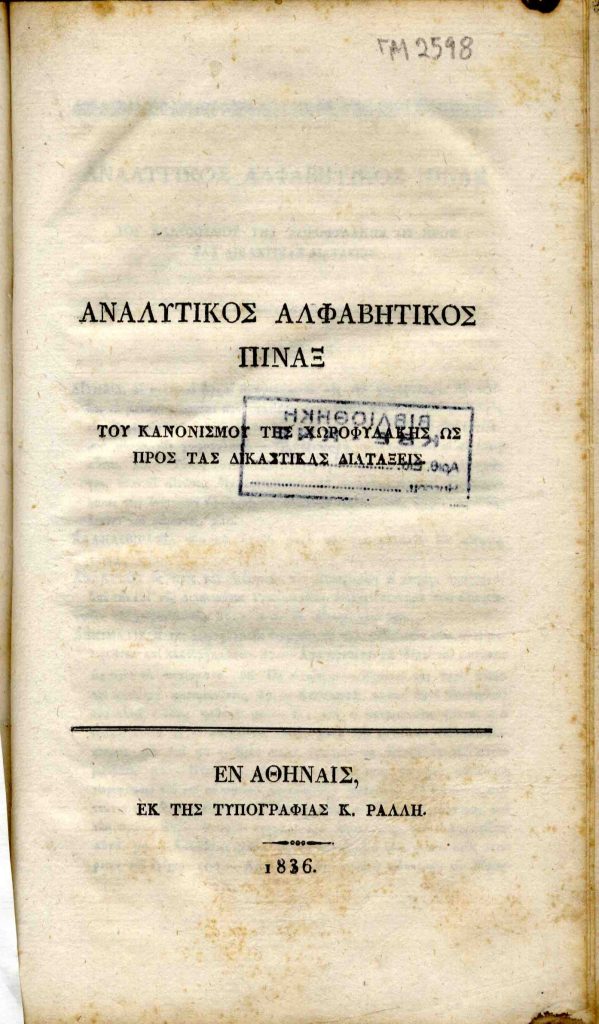 ΓΜ 2598
ΑΝΑΛΥΤΙΚΟΣ ΑΛΦΑΒΗΤΙΚΟΣ
ΠΙΝΑΞ
ΤΟΥ ΚΑΝΟΝΙΣΜΟΥ ΤΗΣ ΧΩΡΟΦΥΛΑΚΗΣ ΩΣ
ΠΡΟΣ ΤΑΣ ΔΙΚΑΣΤΙΚΑΣ ΔΙΑΤΑΞΕΙΣ.
ΒΙΒΛΙΟΘΗΚΗ
ΕΝ ΑΘΗΝΑΙΣ,
ΕΚ ΤΗΣ ΤΥΠΟΓΡΑΦΙΑΣ Κ. ΡΑΛΛΗ.
1836.